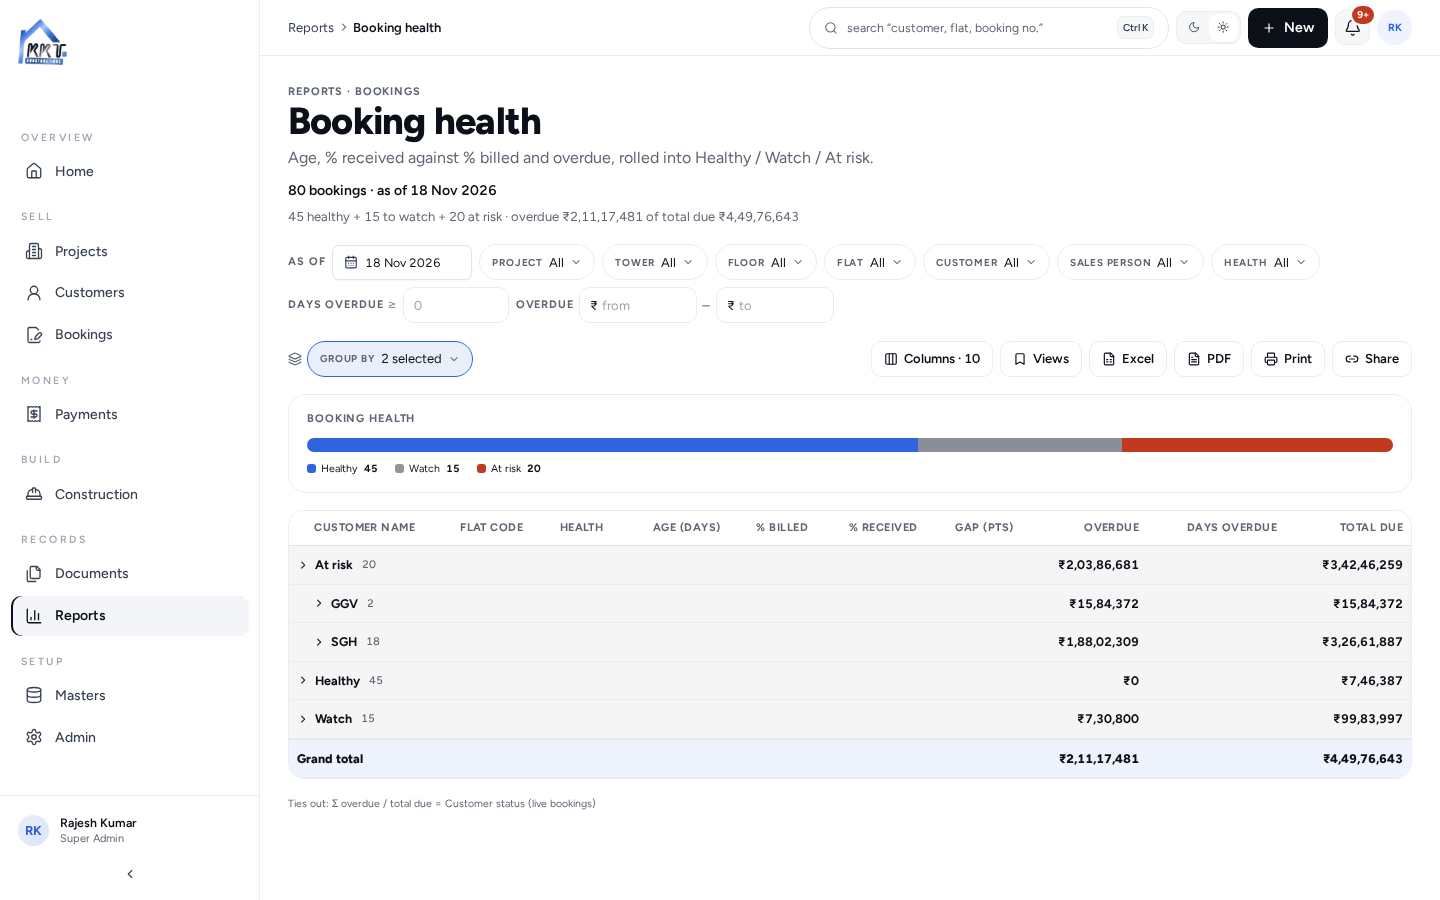 RRT
CONSTRUCTIONS
OVERVIEW
Home
SELL
Projects
Customers
Bookings
MONEY
Payments
BUILD
Construction
RECORDS
Documents
Reports
SETUP
Masters
Admin
RK
Rajesh Kumar
Super Admin
Reports > Booking health
search “customer, flat, booking no.” Ctrl K
+ New
9+
RK
REPORTS · BOOKINGS
Booking health
Age, % received against % billed and overdue, rolled into Healthy / Watch / At risk.
80 bookings · as of 18 Nov 2026
45 healthy + 15 to watch + 20 at risk · overdue ₹2,11,17,481 of total due ₹4,49,76,643
AS OF 18 Nov 2026 PROJECT All TOWER All FLOOR All FLAT All CUSTOMER All SALES PERSON All HEALTH All
DAYS OVERDUE ≥ 0 OVERDUE ₹ from – ₹ to
GROUP BY 2 selected Columns · 10 Views Excel PDF Print Share
BOOKING HEALTH
Healthy 45 Watch 15 At risk 20
CUSTOMER NAME FLAT CODE HEALTH AGE (DAYS) % BILLED % RECEIVED GAP (PTS) OVERDUE DAYS OVERDUE TOTAL DUE
At risk 20 ₹2,03,86,681 ₹3,42,46,259
GGV 2 ₹15,84,372 ₹15,84,372
SGH 18 ₹1,88,02,309 ₹3,26,61,887
Healthy 45 ₹0 ₹7,46,387
Watch 15 ₹7,30,800 ₹99,83,997
Grand total ₹2,11,17,481 ₹4,49,76,643
Ties out: Σ overdue / total due = Customer status (live bookings)